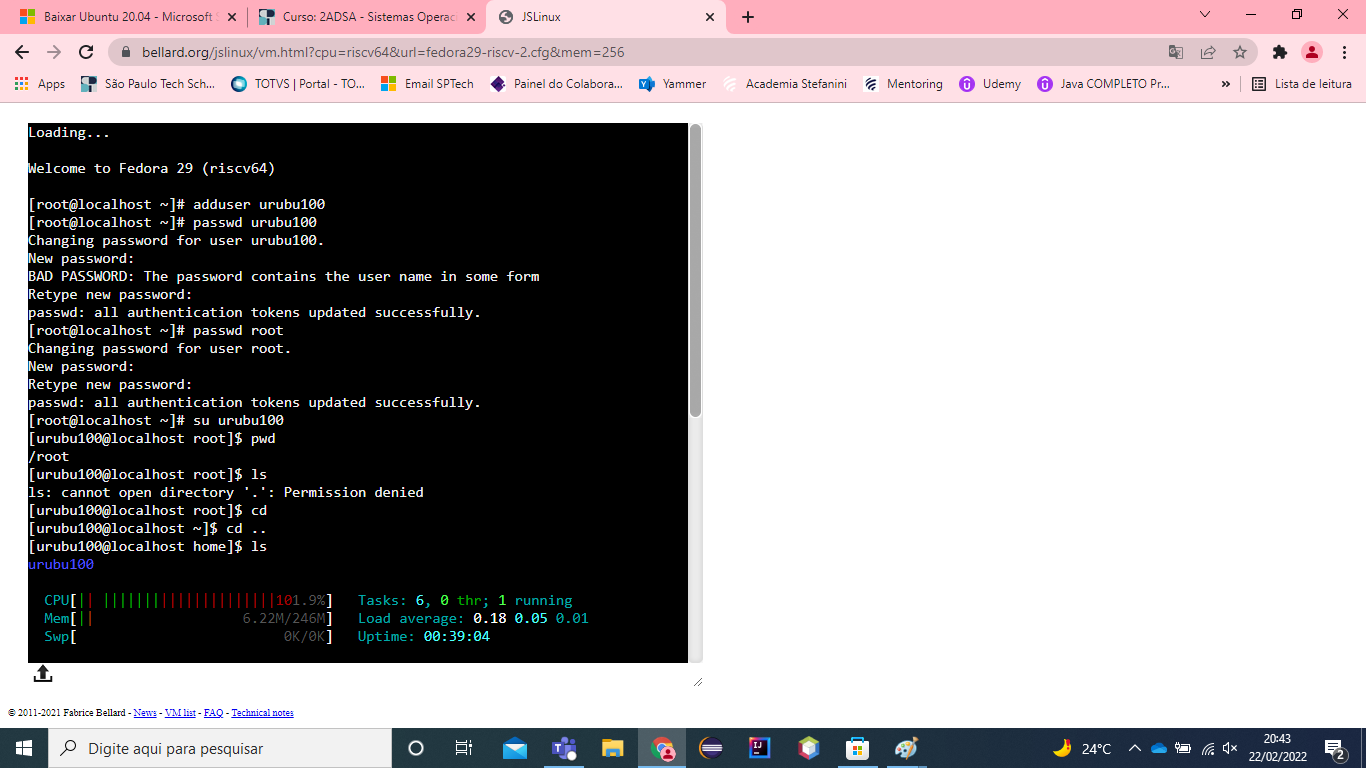 Baixar Ubuntu 20.04 - Microsoft S
Curso: 2ADSA - Sistemas Operaci
JSLinux
bellard.org/jslinux/vm.html?cpu=riscv64&url=fedora29-riscv-2.cfg&mem=256
Apps
São Paulo Tech Sch...
TOTVS | Portal - TO...
Email SPTech
Painel do Colabora...
Yammer
Academia Stefanini
Mentoring
Udemy
Java COMPLETO Pr...
»
Lista de leitura
Loading...
Welcome to Fedora 29 (riscv64)
[root@localhost ~]# adduser urubu100
[root@localhost ~]# passwd urubu100
Changing password for user urubu100.
New password:
BAD PASSWORD: The password contains the user name in some form
Retype new password:
passwd: all authentication tokens updated successfully.
[root@localhost ~]# passwd root
Changing password for user root.
New password:
Retype new password:
passwd: all authentication tokens updated successfully.
[root@localhost ~]# su urubu100
[urubu100@localhost root]$ pwd
/root
[urubu100@localhost root]$ ls
ls: cannot open directory '.': Permission denied
[urubu100@localhost root]$ cd
[urubu100@localhost ~]$ cd ..
[urubu100@localhost home]$ ls
urubu100
CPU[|| ||||||||||||||||||||||101.9%] Tasks: 6, 0 thr; 1 running
Mem[|| 6.22M/246M] Load average: 0.18 0.05 0.01
Swp[ 0K/0K] Uptime: 00:39:04
© 2011-2021 Fabrice Bellard - News - VM list - FAQ - Technical notes
Digite aqui para pesquisar
24°C
20:43
22/02/2022
2